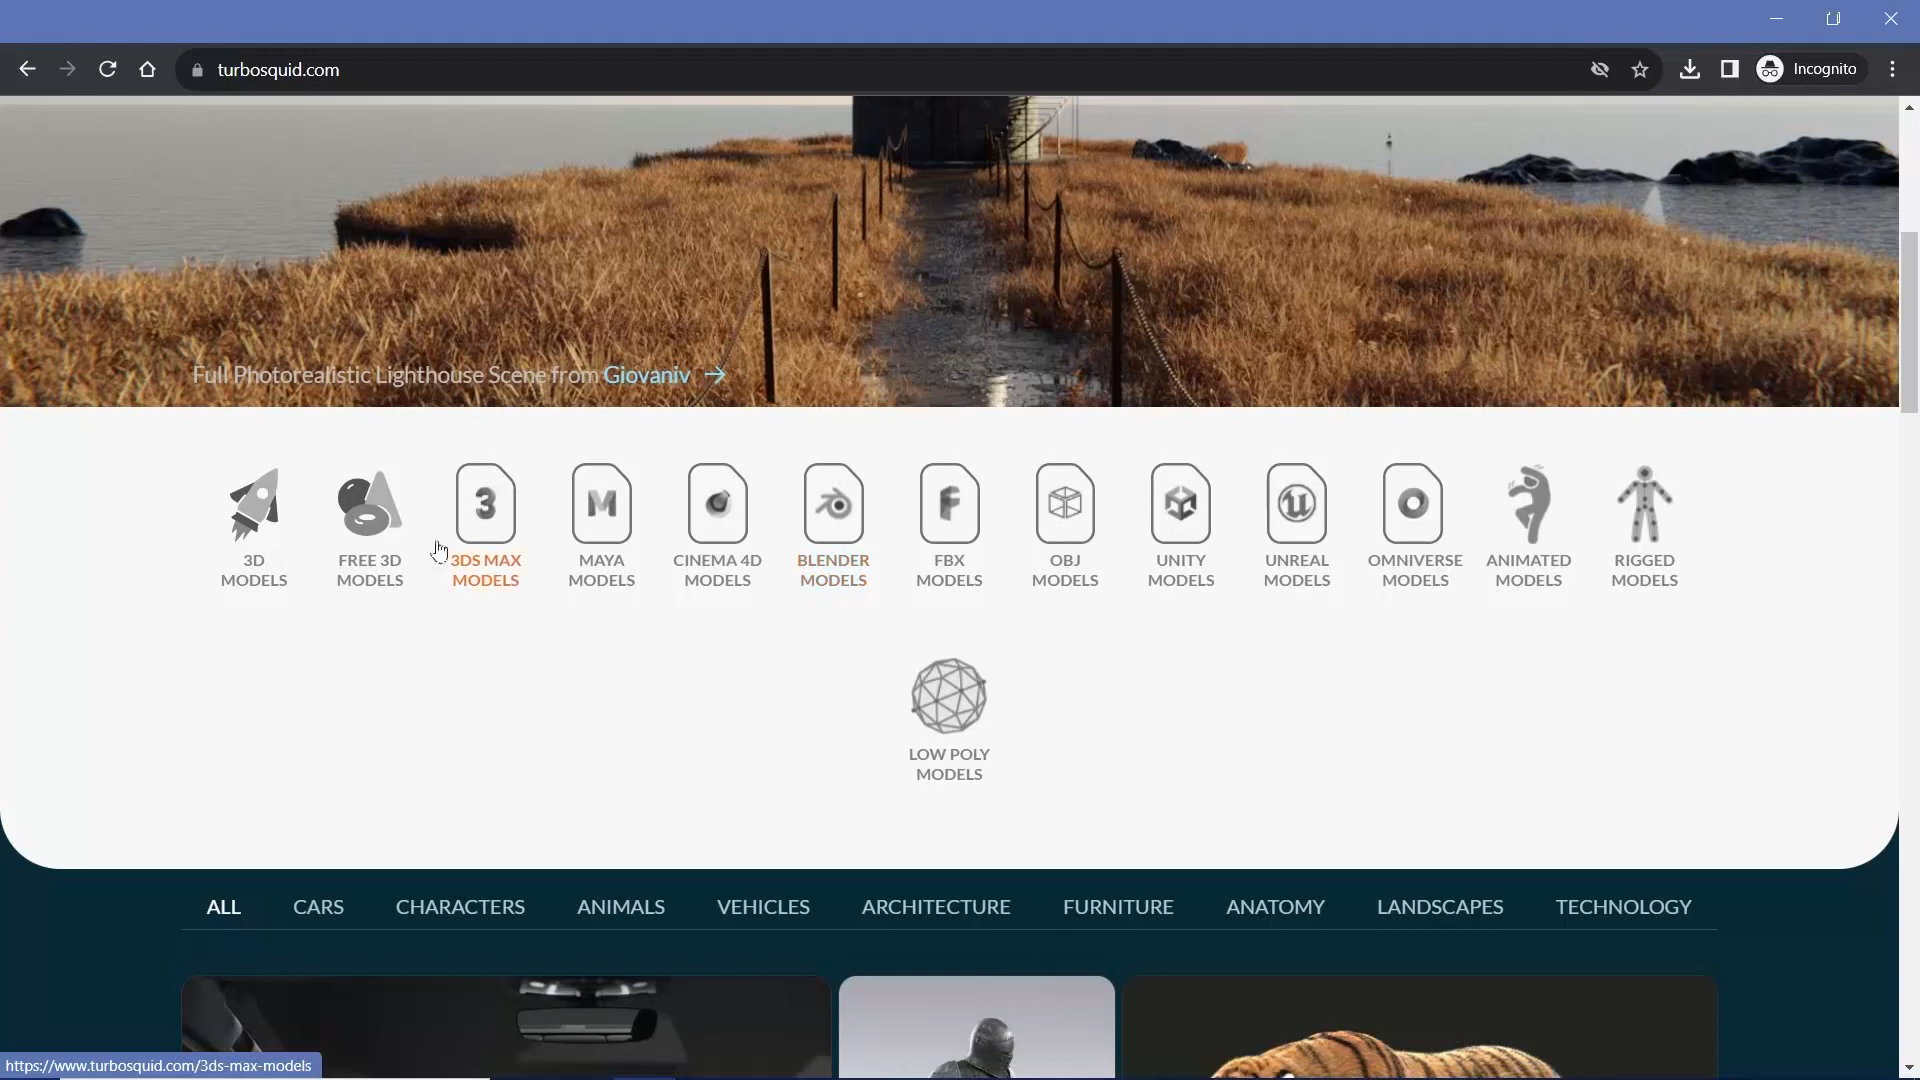 turbosquid.com
Incognito
Full Photorealistic Lighthouse Scene from Giovaniv →
3D
MODELS
FREE 3D
MODELS
3DS MAX
MODELS
MAYA
MODELS
CINEMA 4D
MODELS
BLENDER
MODELS
FBX
MODELS
OBJ
MODELS
UNITY
MODELS
UNREAL
MODELS
OMNIVERSE
MODELS
ANIMATED
MODELS
RIGGED
MODELS
LOW POLY
MODELS
ALL CARS CHARACTERS ANIMALS VEHICLES ARCHITECTURE FURNITURE ANATOMY LANDSCAPES TECHNOLOGY
https://www.turbosquid.com/3ds-max-models